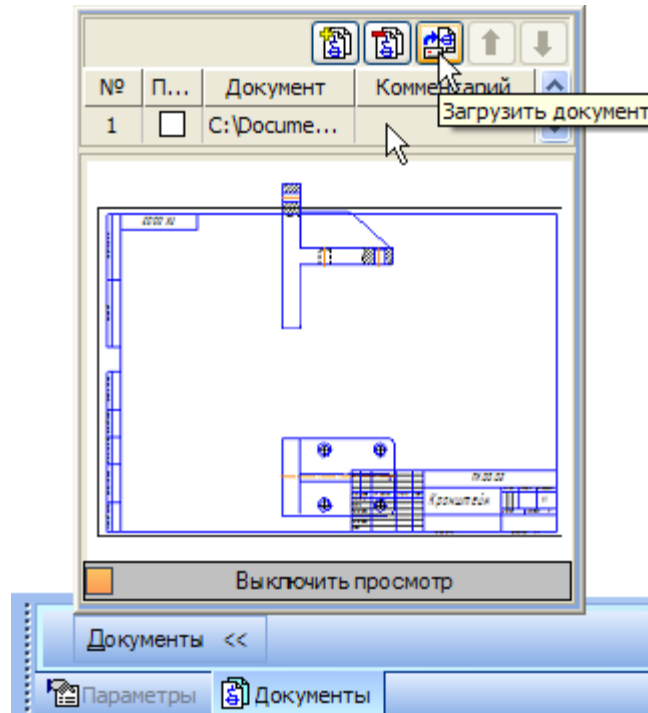 № П... Документ Комментарий
Загрузить документ
1 C:\Docume...
Кронштейн
Выключить просмотр
Документы <<
Параметры Документы